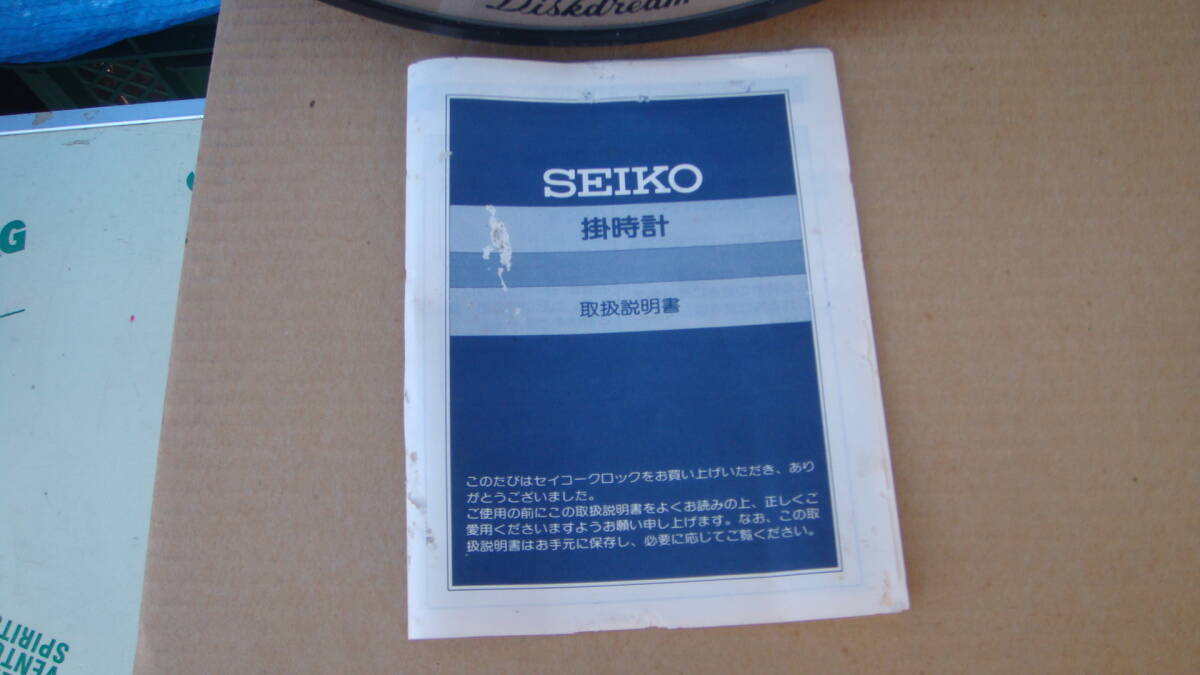 Diskdream
SEIKO
掛時計
取扱説明書
このたびはセイコークロックをお買い上げいただき、あり
がとうございました。
ご使用の前にこの取扱説明書をよくお読みの上、正しくご
愛用くださいますようお願い申し上げます。なお、この取
扱説明書はお手元に保存し、必要に応じてご覧ください。
G
VENTU
SPIRIT